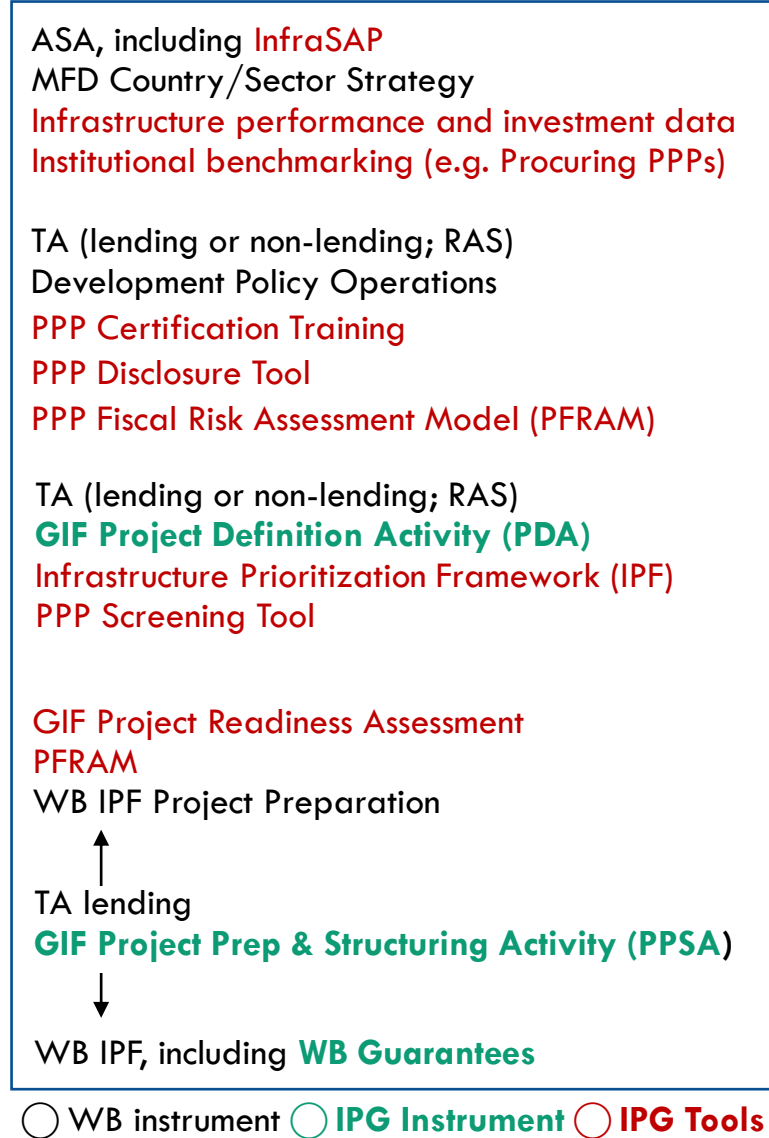 ASA, including InfraSAP
MFD Country/Sector Strategy
Infrastructure performance and investment data
Institutional benchmarking (e.g. Procuring PPPs)
TA (lending or non-lending; RAS)
Development Policy Operations
PPP Certification Training
PPP Disclosure Tool
PPP Fiscal Risk Assessment Model (PFRAM)
TA (lending or non-lending; RAS)
GIF Project Definition Activity (PDA)
Infrastructure Prioritization Framework (IPF)
PPP Screening Tool
GIF Project Readiness Assessment
PFRAM
WB IPF Project Preparation
TA lending
GIF Project Prep & Structuring Activity (PPSA)
WB IPF, including WB Guarantees
WB instrument IPG Instrument IPG Tools